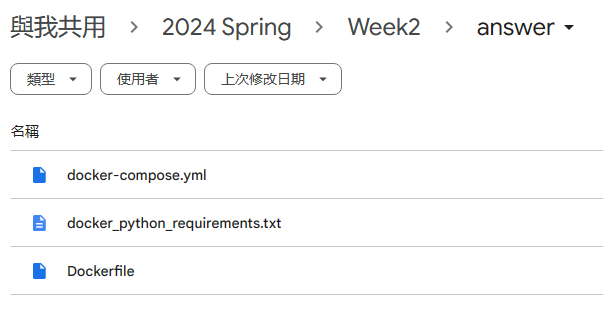 與我共用 > 2024 Spring > Week2 > answer
類型 使用者 上次修改日期
名稱
docker-compose.yml
docker_python_requirements.txt
Dockerfile